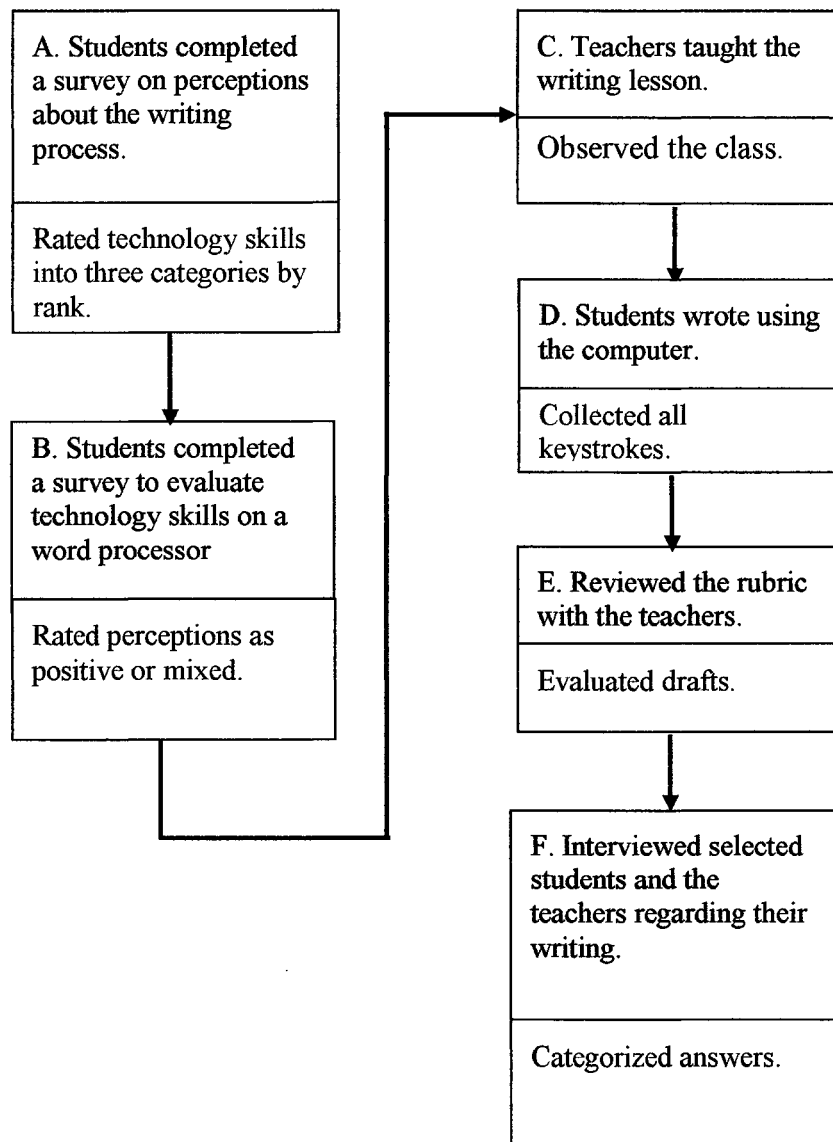 A. Students completed
a survey on perceptions
about the writing
process.
Rated technology skills
into three categories by
rank.
B. Students completed
a survey to evaluate
technology skills on a
word processor
Rated perceptions as
positive or mixed.
C. Teachers taught the
writing lesson.
Observed the class.
D. Students wrote using
the computer.
Collected all
keystrokes.
E. Reviewed the rubric
with the teachers.
Evaluated drafts.
F. Interviewed selected
students and the
teachers regarding their
writing.
Categorized answers.